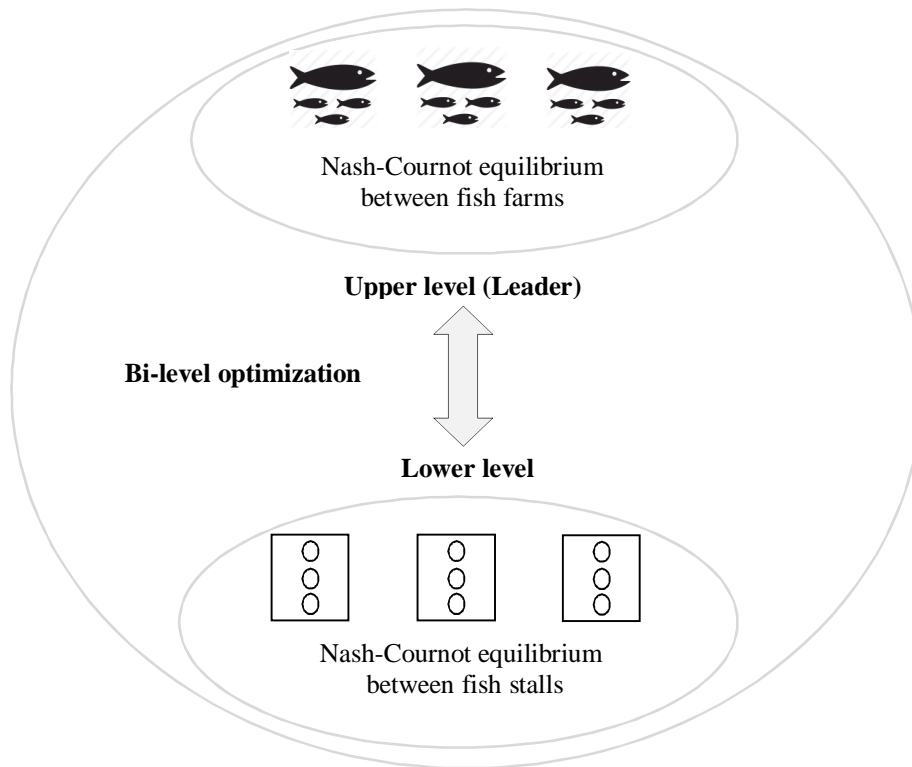 Nash-Cournot equilibrium
between fish farms
Upper level (Leader)
Bi-level optimization
Lower level
Nash-Cournot equilibrium
between fish stalls